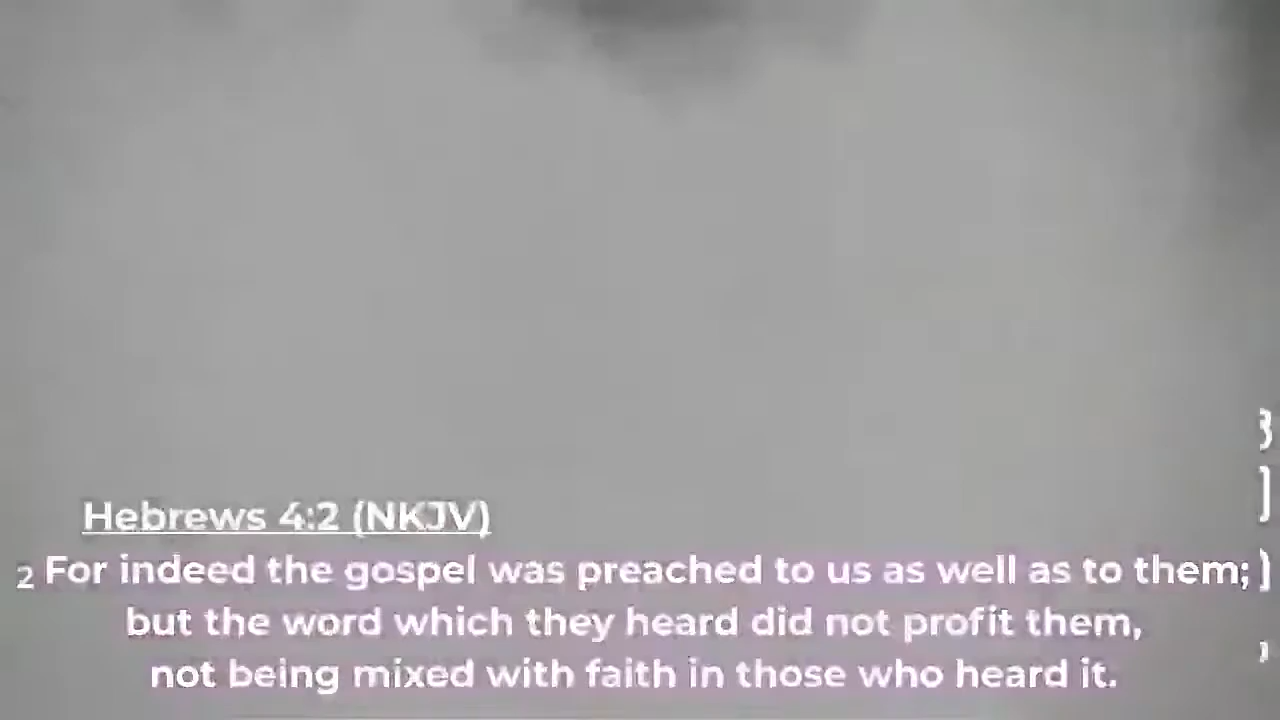 Hebrews 4:2 (NKJV)
2 For indeed the gospel was preached to us as well as to them;
but the word which they heard did not profit them,
not being mixed with faith in those who heard it.